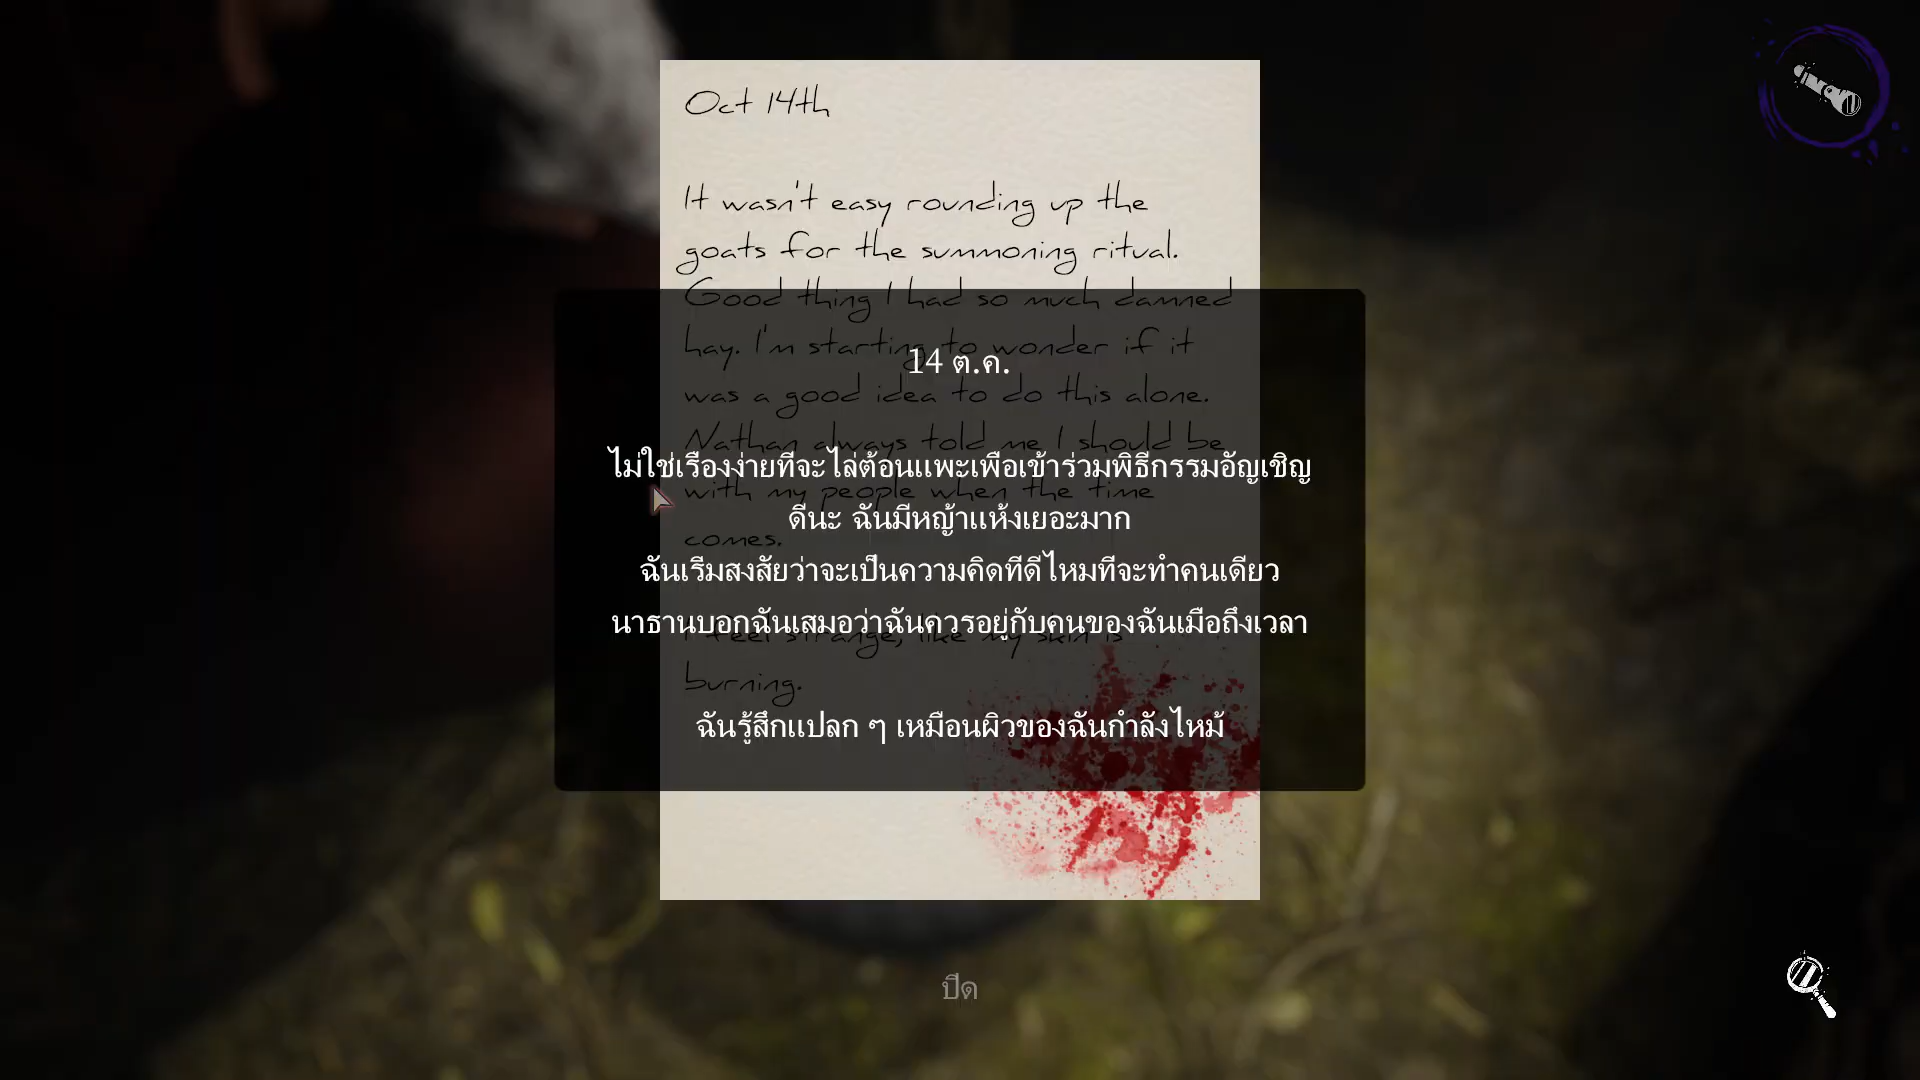 Oct 14th
It wasn't easy rounding up the
goats for the summoning ritual.
Good thing I had so much damned
hay. I'm starting to wonder if it
was a good idea to do this alone.
Nathan always told me I should be
with my people when the time
comes.
I feel strange, like my skin is
burning.
14 ต.ค.
ไม่ใช่เรื่องง่ายที่จะไล่ต้อนแพะเพื่อเข้าร่วมพิธีกรรมอัญเชิญ
ดีนะ ฉันมีหญ้าแห้งเยอะมาก
ฉันเริ่มสงสัยว่าจะเป็นความคิดที่ดีไหมที่จะทำคนเดียว
นาธานบอกฉันเสมอว่าฉันควรอยู่กับคนของฉันเมื่อถึงเวลา
ฉันรู้สึกแปลก ๆ เหมือนผิวของฉันกำลังไหม้
ปิด